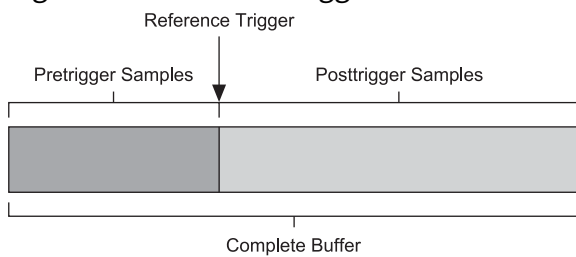 Reference Trigger
Pretrigger Samples
Posttrigger Samples
Complete Buffer